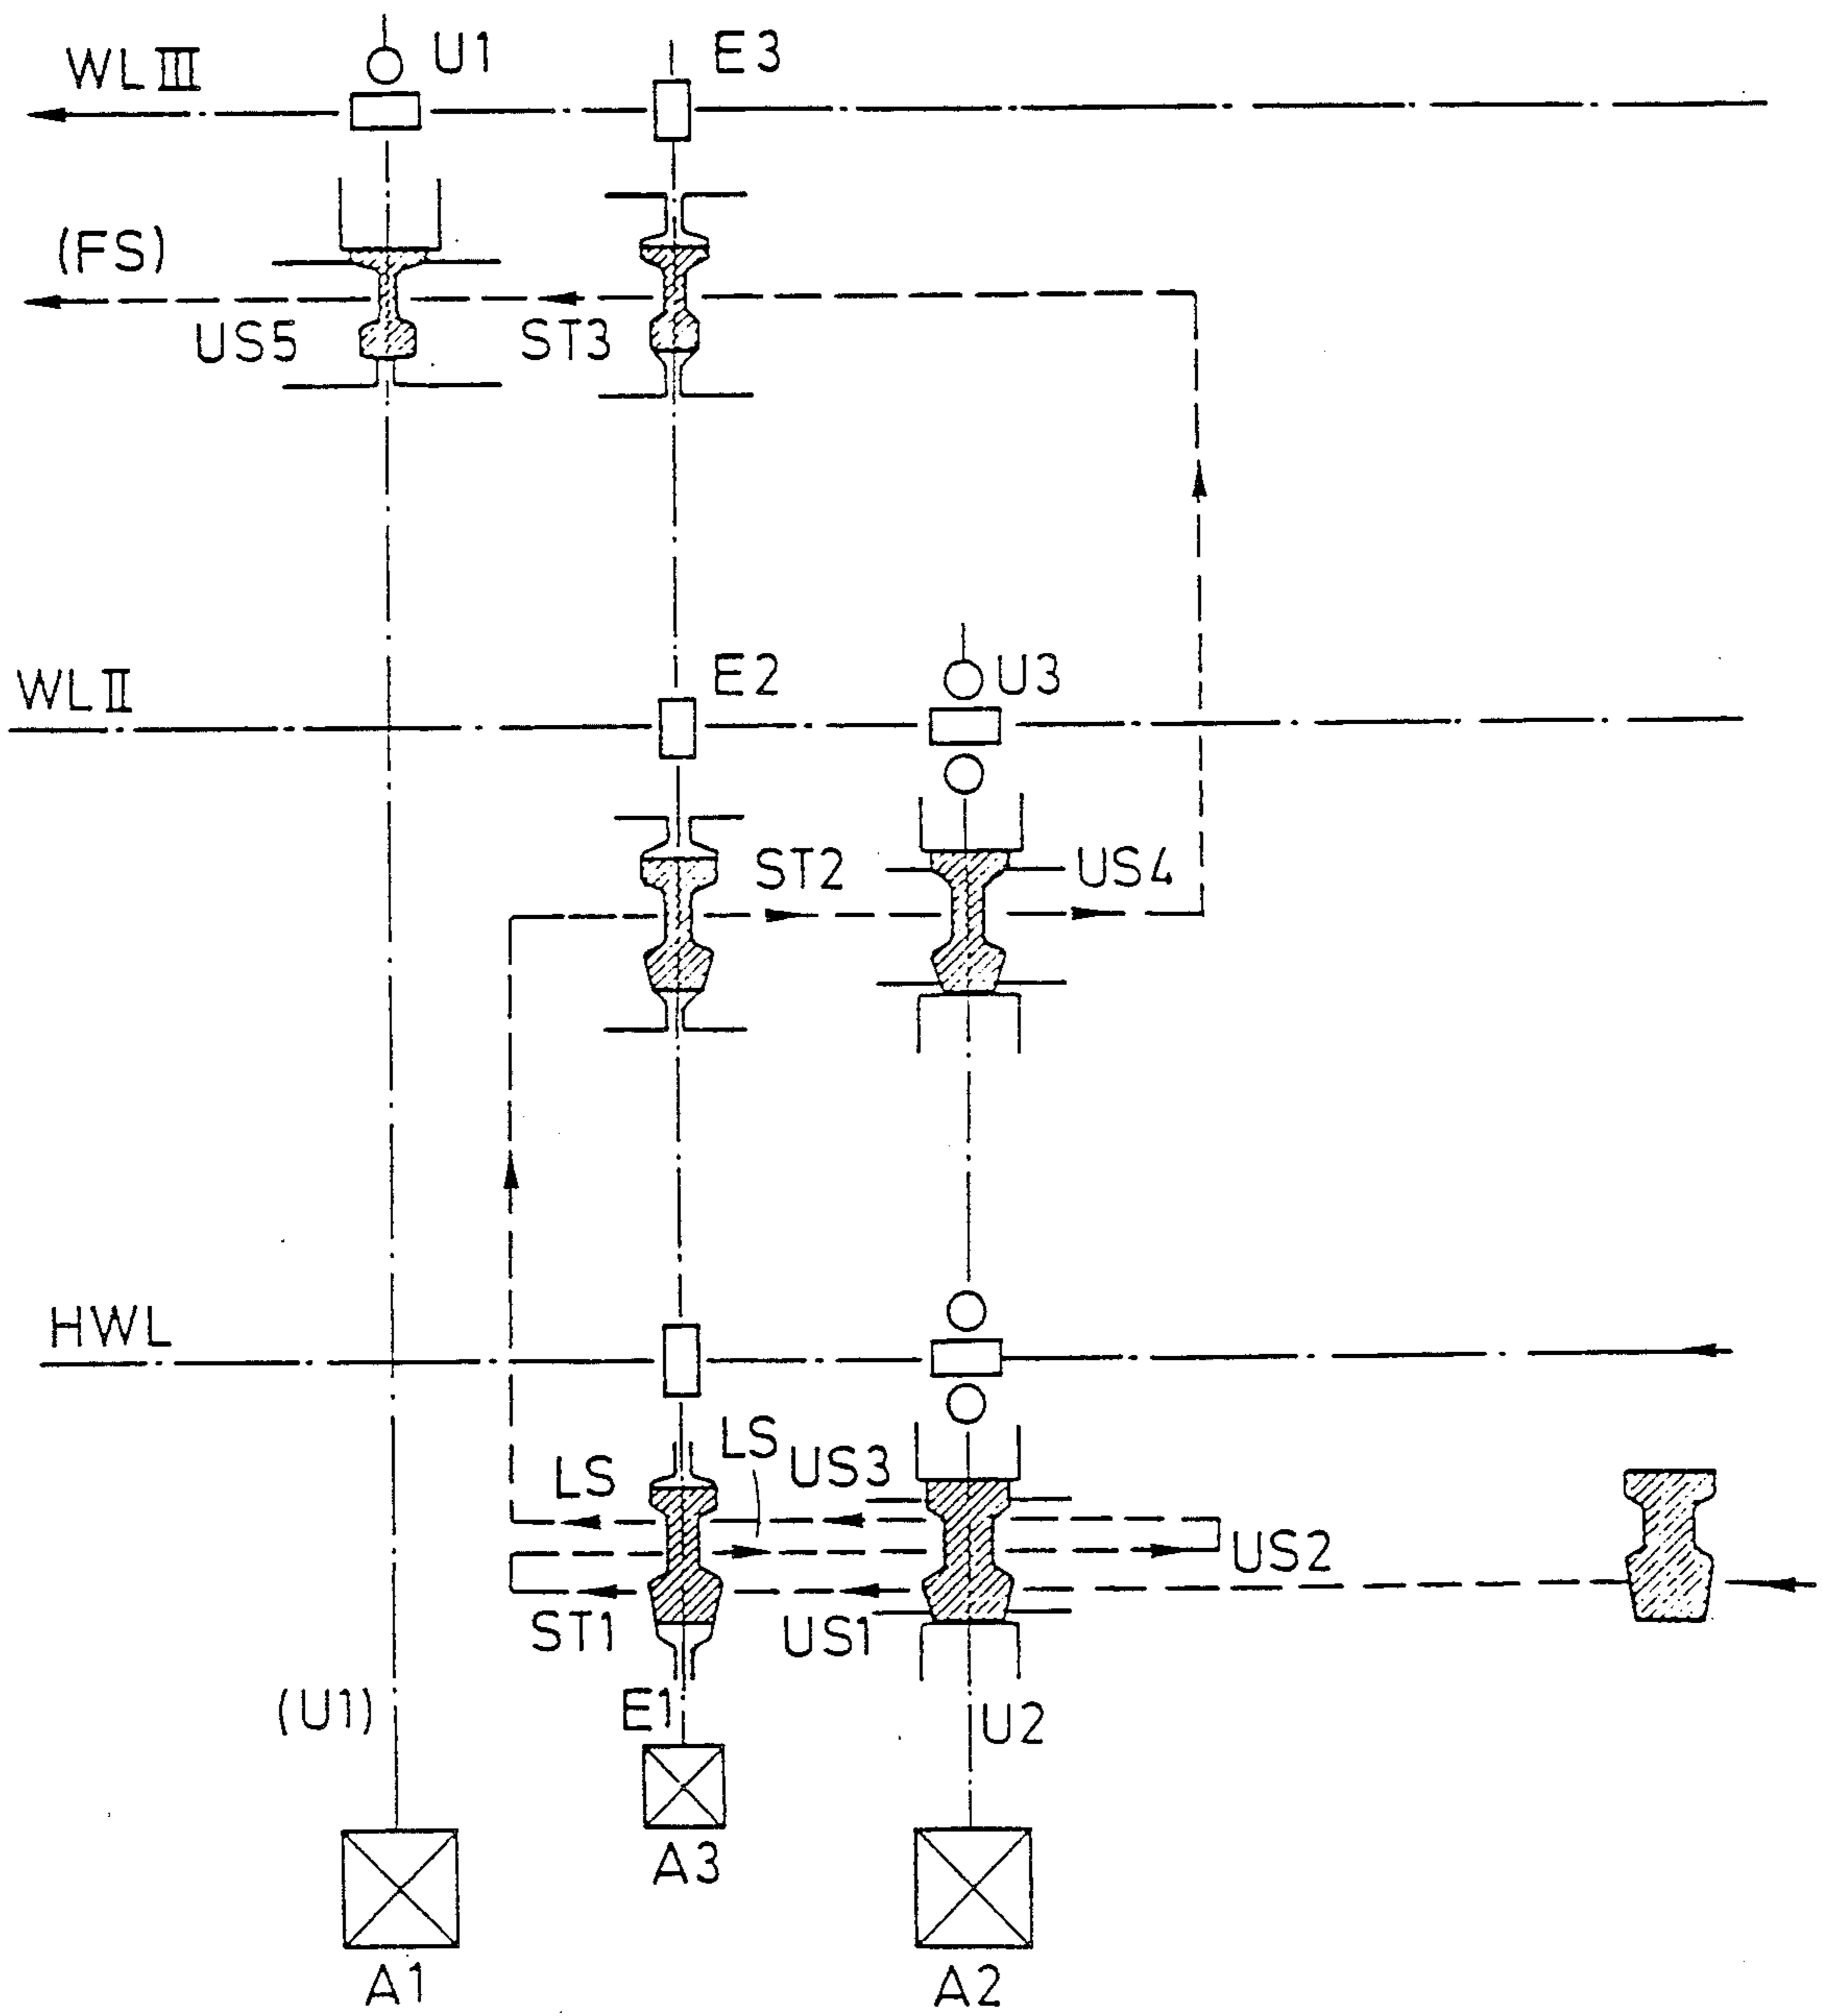 WL III U1 E3
(FS)
US5 ST3
WL II E2 U3
ST2 US4
HWL
LS LS US3
US2
ST1 US1
(U1) E1 U2
A3
A1 A2